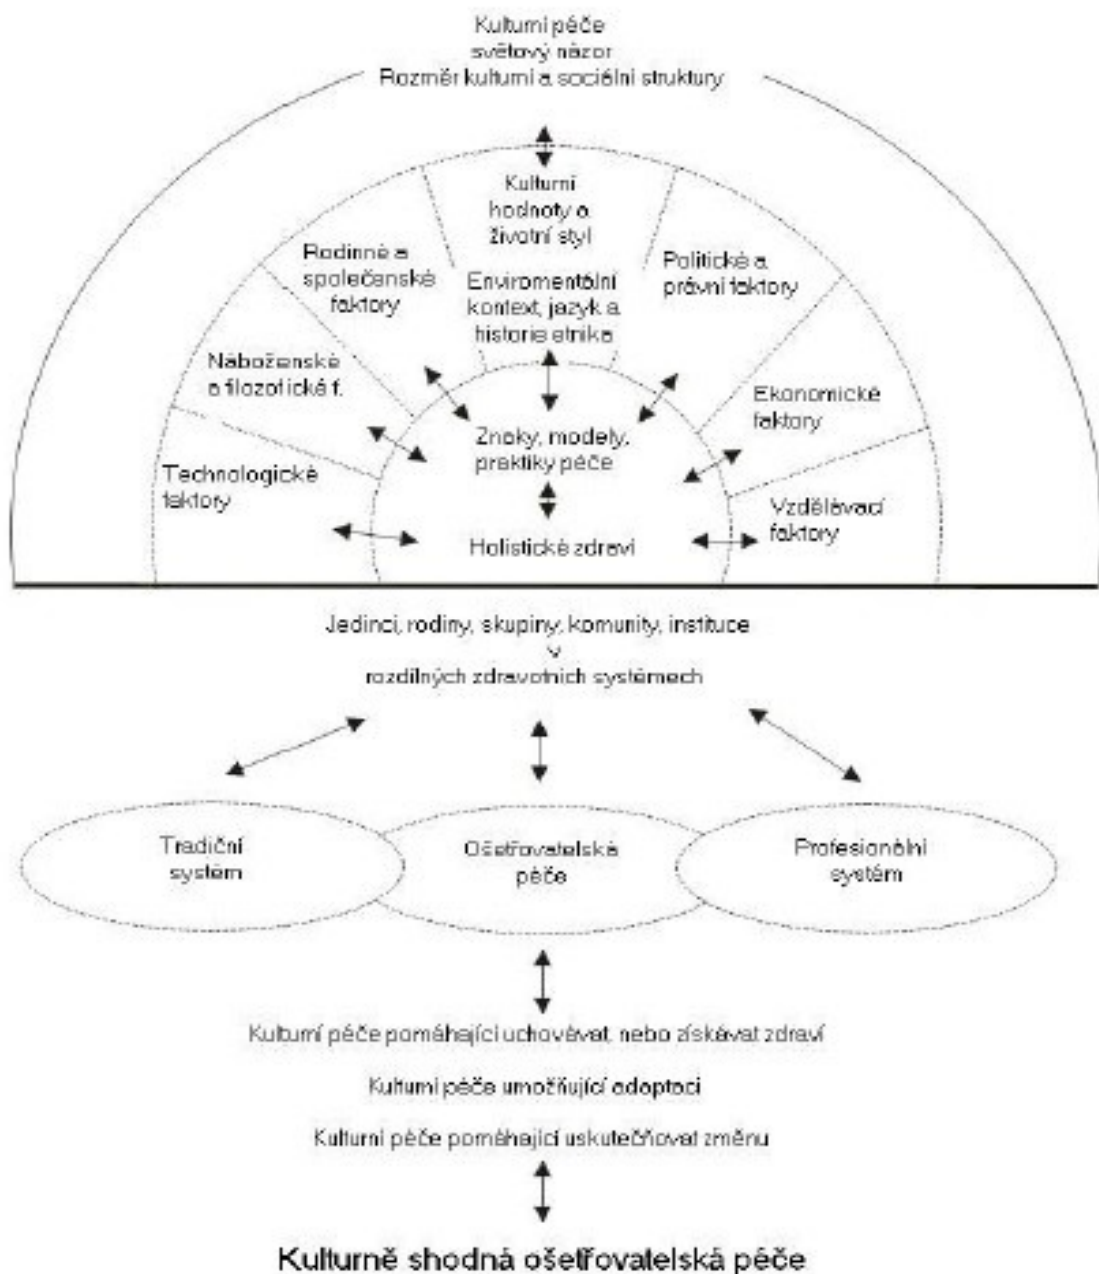 Kulturní péče
světový názor
Rozměr kulturní a sociální struktury
Kulturní
hodnoty a
životní styl
Rodinné a
společenské
faktory
Politické a
právní faktory
Enviromentální
kontext, jazyk a
historie etnika
Náboženské
a filozofické f.
Ekonomické
faktory
Znaky, modely,
praktiky péče
Technologické
faktory
Vzdělávací
faktory
Holistické zdraví
Jedinci, rodiny, skupiny, komunity, instituce
v
rozdílných zdravotních systémech
Tradiční
systém
Ošetřovatelská
péče
Profesionální
systém
Kulturní péče pomáhající uchovávat, nebo získávat zdraví
Kulturní péče umožňující adaptaci
Kulturní péče pomáhající uskutečňovat změnu
Kulturně shodná ošetřovatelská péče